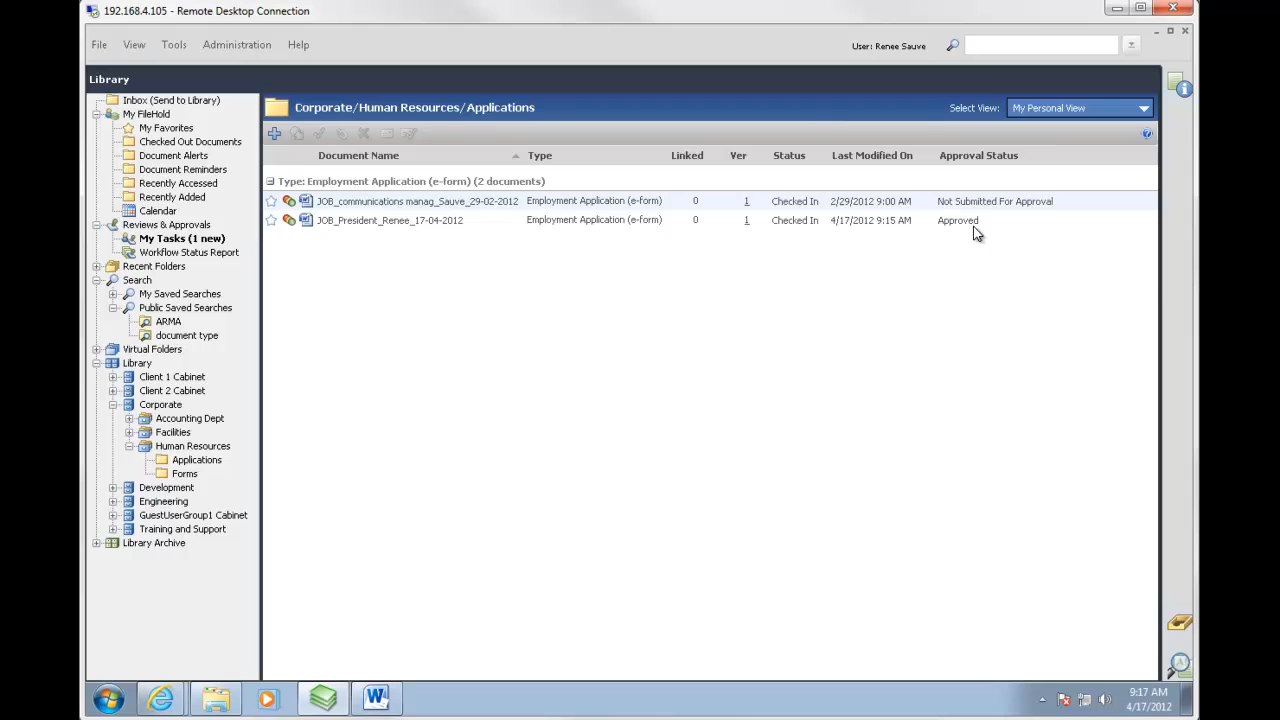 192.168.4.105 - Remote Desktop Connection
File View Tools Administration Help
User: Renee Sauve
Library
Inbox (Send to Library)
My FileHold
My Favorites
Checked Out Documents
Document Alerts
Document Reminders
Recently Accessed
Recently Added
Calendar
Reviews & Approvals
My Tasks (1 new)
Workflow Status Report
Recent Folders
Search
My Saved Searches
Public Saved Searches
ARMA
document type
Virtual Folders
Library
Client 1 Cabinet
Client 2 Cabinet
Corporate
Accounting Dept
Facilities
Human Resources
Applications
Forms
Development
Engineering
GuestUserGroup1 Cabinet
Training and Support
Library Archive
Corporate/Human Resources/Applications
Select View: My Personal View
Document Name Type Linked Ver Status Last Modified On Approval Status
Type: Employment Application (e-form) (2 documents)
JOB_communications manag_Sauve_29-02-2012 Employment Application (e-form) 0 1 Checked In 2/29/2012 9:00 AM Not Submitted For Approval
JOB_President_Renee_17-04-2012 Employment Application (e-form) 0 1 Checked In 4/17/2012 9:15 AM Approved
9:17 AM
4/17/2012